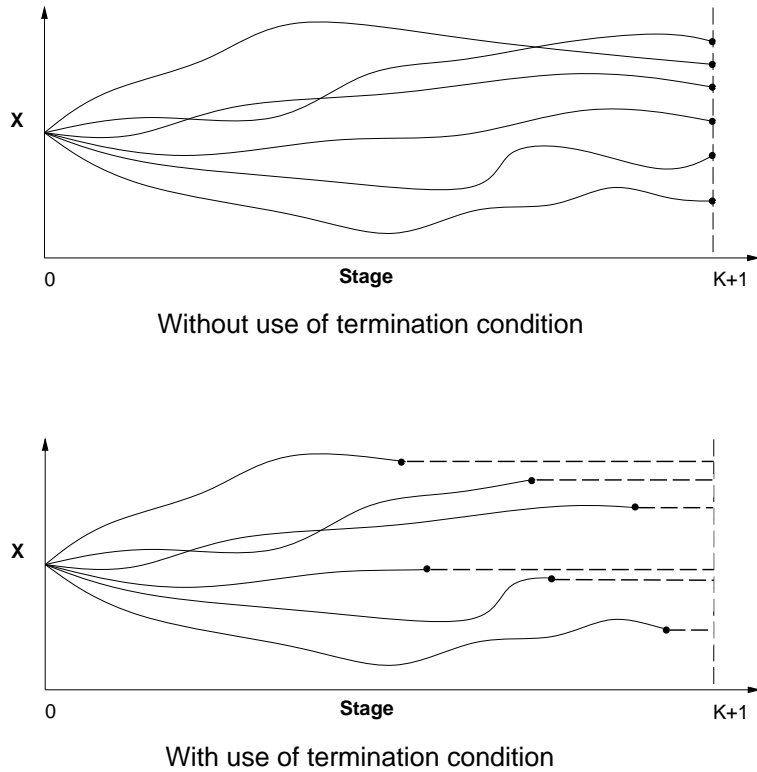 X
0
Stage
K+1
Without use of termination condition
X
0
Stage
K+1
With use of termination condition